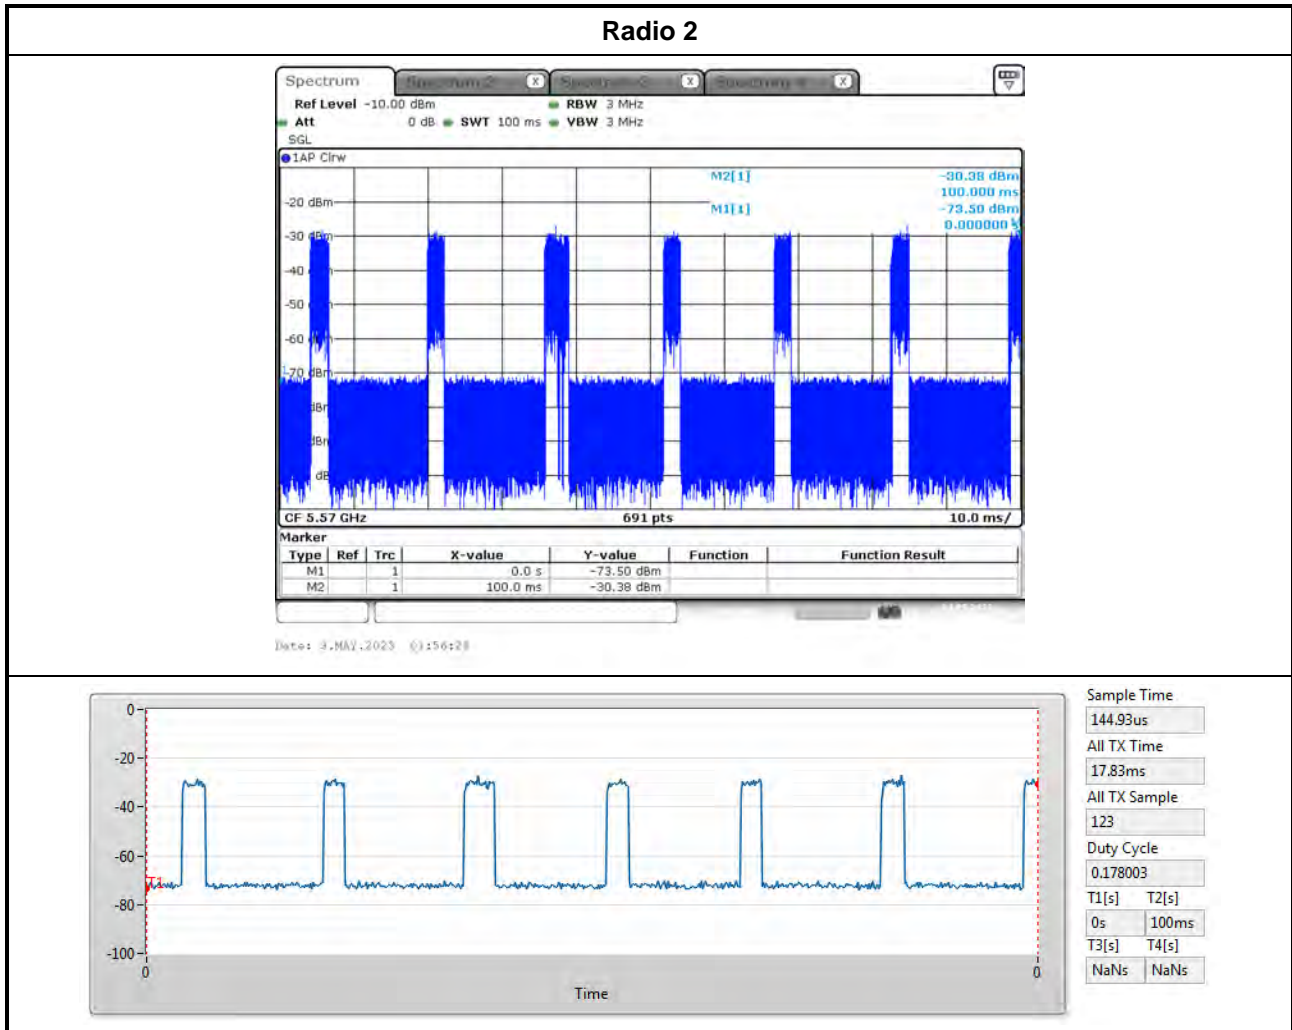 Radio 2
Spectrum
Ref Level -10.00 dBm RBW 3 MHz
Att 0 dB SWT 100 ms VBW 3 MHz
SGL
1AP Clrw
M2[1] -30.38 dBm
100.000 ms
M1[1] -73.50 dBm
0.000000 s
-20 dBm
-30 dBm
-40
-50
-60
-70 dBm
dBm
dBm
dB
CF 5.57 GHz 691 pts 10.0 ms/
Marker
Type Ref Trc X-value Y-value Function Function Result
M1 1 0.0 s -73.50 dBm
M2 1 100.0 ms -30.38 dBm
0
-20
-40
-60
-80
-100
T1
0 0
Time
Sample Time
144.93us
All TX Time
17.83ms
All TX Sample
123
Duty Cycle
0.178003
T1[s] T2[s]
0s 100ms
T3[s] T4[s]
NaNs NaNs